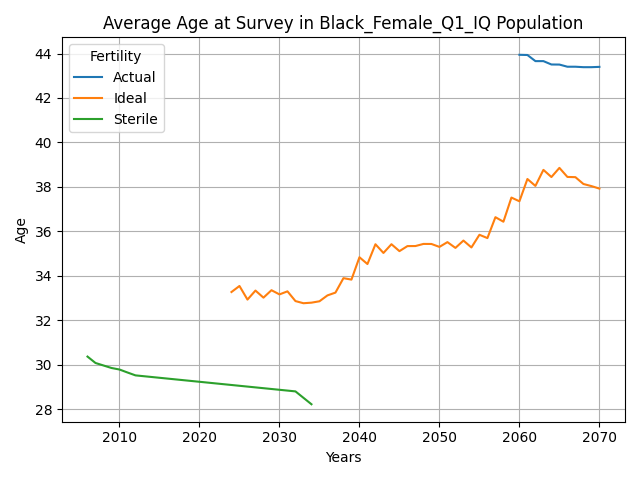 Average Age at Survey in Black_Female_Q1_IQ Population
Fertility
Actual
Ideal
Sterile
Age
44
42
40
38
36
34
32
30
28
2010 2020 2030 2040 2050 2060 2070
Years